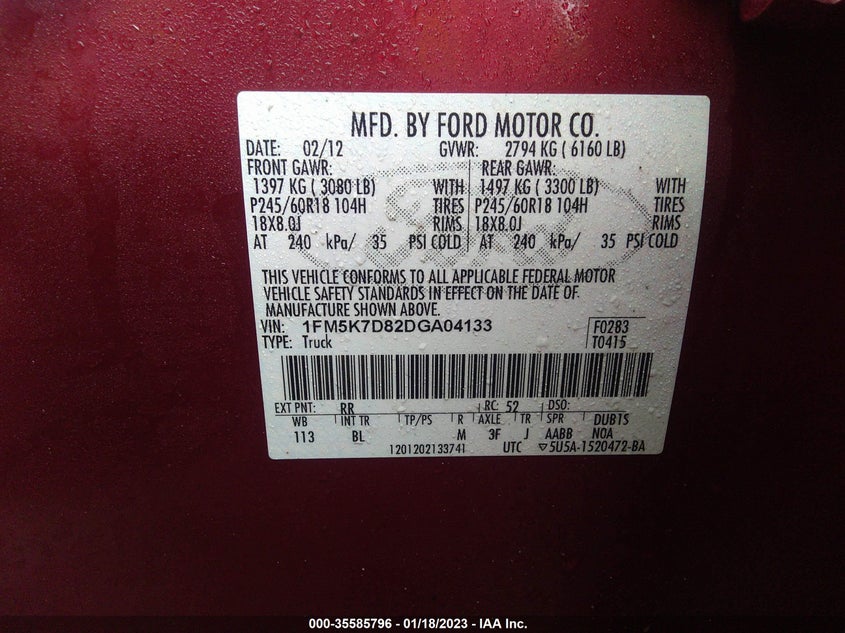 MFD. BY FORD MOTOR CO.
DATE: 02/12 GVWR: 2794 KG ( 6160 LB)
FRONT GAWR: REAR GAWR:
1397 KG ( 3080 LB) WITH 1497 KG ( 3300 LB) WITH
P245/60R18 104H TIRES P245/60R18 104H TIRES
18X8.0J RIMS 18X8.0J RIMS
AT 240 kPa/ 35 PSI COLD AT 240 kPa/ 35 PSI COLD
THIS VEHICLE CONFORMS TO ALL APPLICABLE FEDERAL MOTOR
VEHICLE SAFETY STANDARDS IN EFFECT ON THE DATE OF
MANUFACTURE SHOWN ABOVE.
VIN: 1FM5K7D82DGA04133 F0283
TYPE: Truck T0415
EXT PNT: RR RC: 52 DSO:
WB INT TR TP/PS R AXLE TR SPR DUB1S
113 BL M 3F J AABB N0A
1201202133741 UTC ▽5U5A-1520472-BA
000-35585796 - 01/18/2023 - IAA Inc.